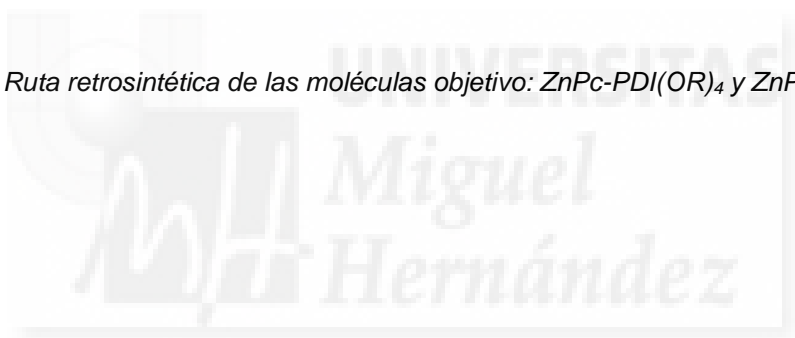 Ruta retrosintética de las moléculas objetivo: ZnPc-PDI(OR)₄ y ZnP
UNIVERSITAS
Miguel
Hernández